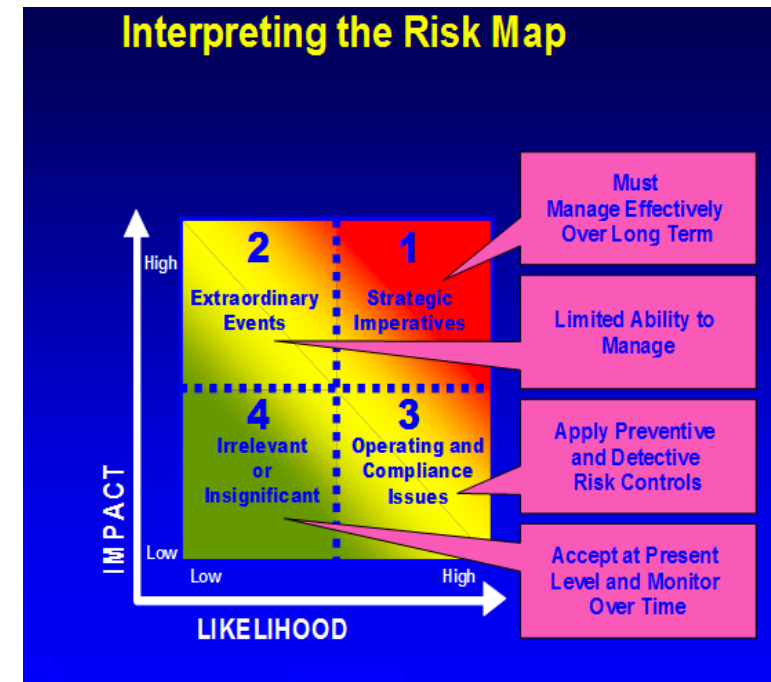 Interpreting the Risk Map
Must
Manage Effectively
Over Long Term
High
2
1
Extraordinary
Events
Strategic
Imperatives
Limited Ability to
Manage
4
3
Irrelevant
or
Insignificant
Operating and
Compliance
Issues
Apply Preventive
and Detective
Risk Controls
IMPACT
Low
Low
High
Accept at Present
Level and Monitor
Over Time
LIKELIHOOD